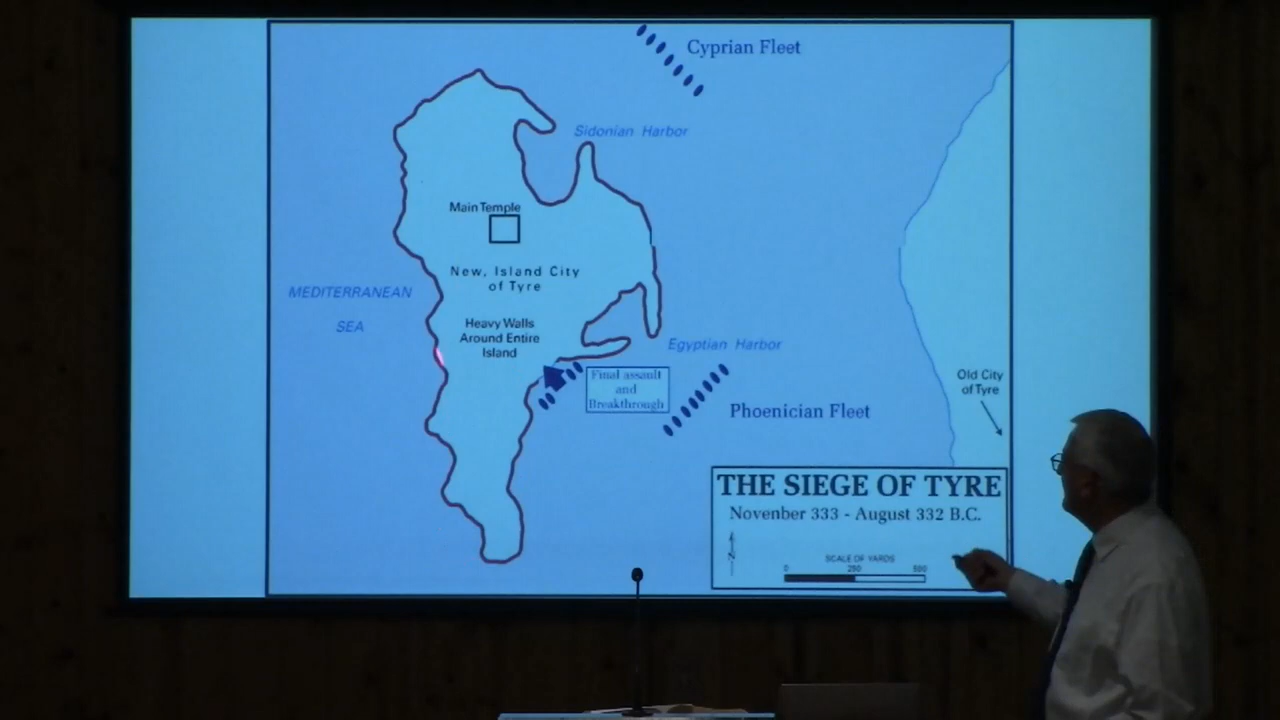 Cyprian Fleet
Sidonian Harbor
Main Temple
New, Island City
of Tyre
MEDITERRANEAN
SEA
Heavy Walls
Around Entire
Island
Egyptian Harbor
Final assault
and
Breakthrough
Phoenician Fleet
Old City
of Tyre
THE SIEGE OF TYRE
Novenber 333 - August 332 B.C.
N
SCALE OF YARDS
0 250 500